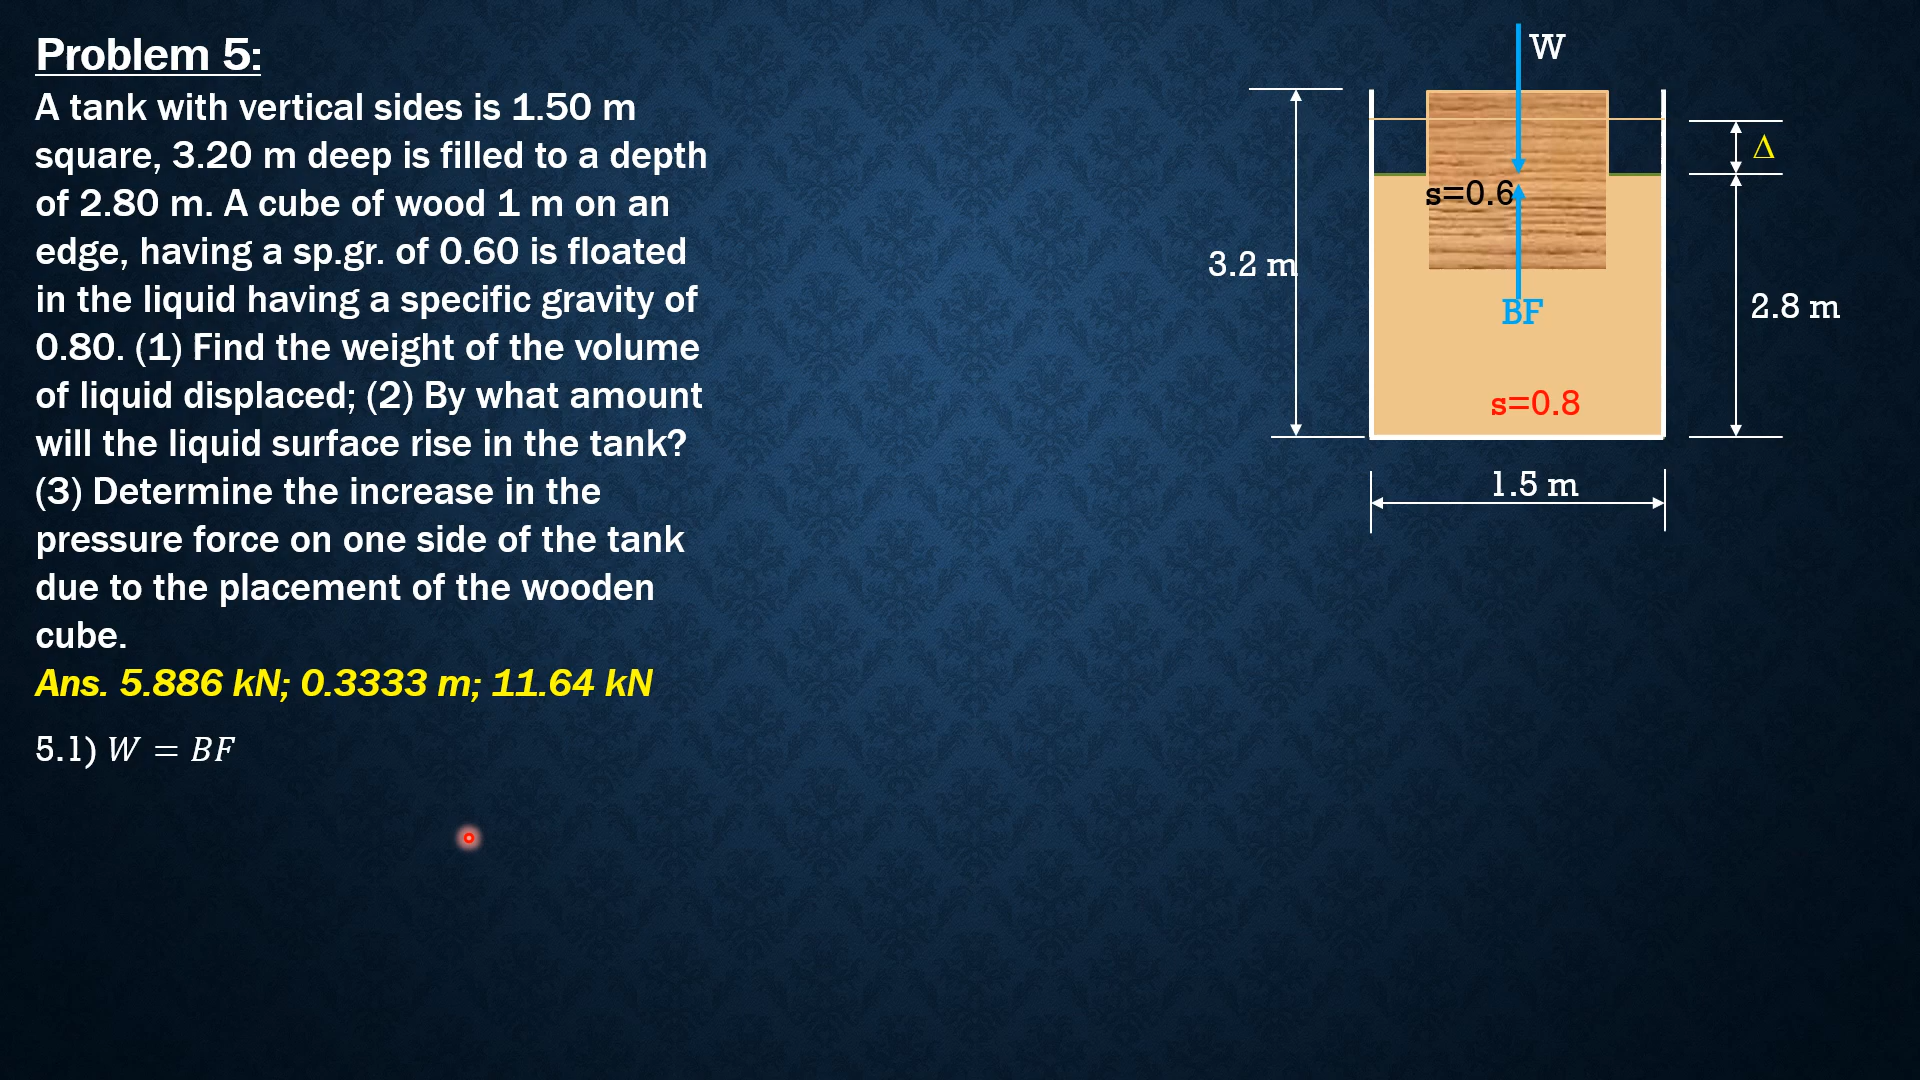 Problem 5:
A tank with vertical sides is 1.50 m
square, 3.20 m deep is filled to a depth
of 2.80 m. A cube of wood 1 m on an
edge, having a sp.gr. of 0.60 is floated
in the liquid having a specific gravity of
0.80. (1) Find the weight of the volume
of liquid displaced; (2) By what amount
will the liquid surface rise in the tank?
(3) Determine the increase in the
pressure force on one side of the tank
due to the placement of the wooden
cube.
Ans. 5.886 kN; 0.3333 m; 11.64 kN
5.1) W = BF
W
Δ
s=0.6
3.2 m
BF
2.8 m
s=0.8
1.5 m